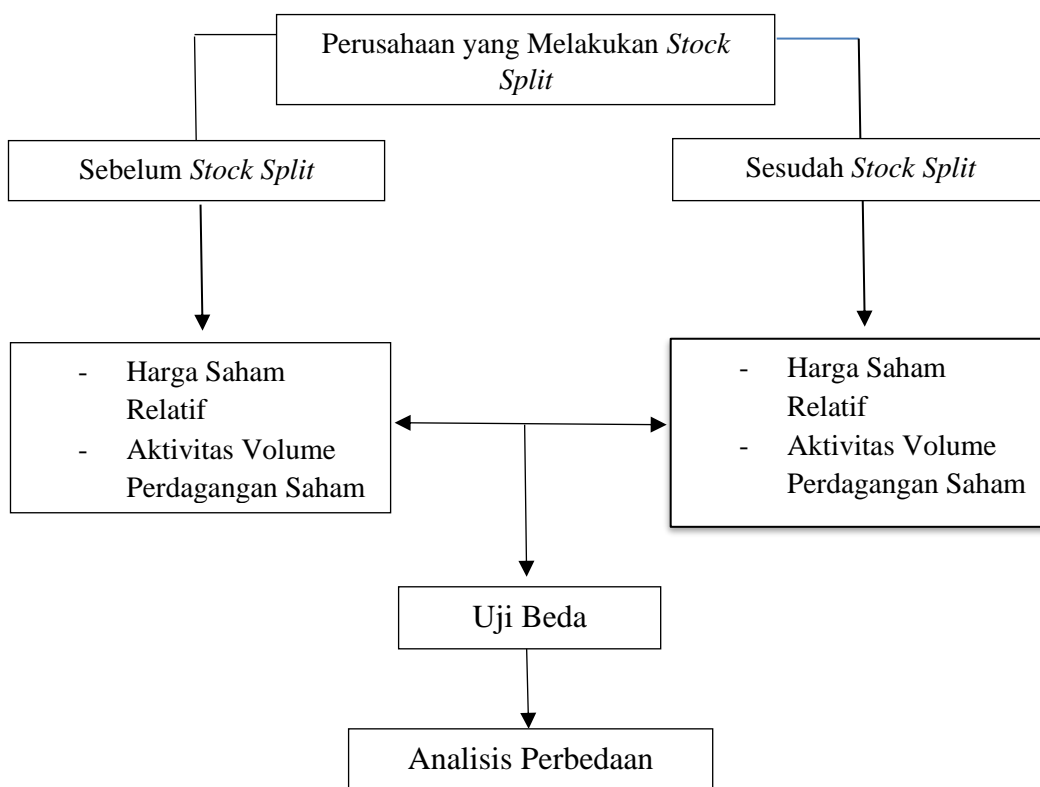 Perusahaan yang Melakukan Stock
Split
Sebelum Stock Split
Sesudah Stock Split
- Harga Saham
Relatif
- Aktivitas Volume
Perdagangan Saham
- Harga Saham
Relatif
- Aktivitas Volume
Perdagangan Saham
Uji Beda
Analisis Perbedaan